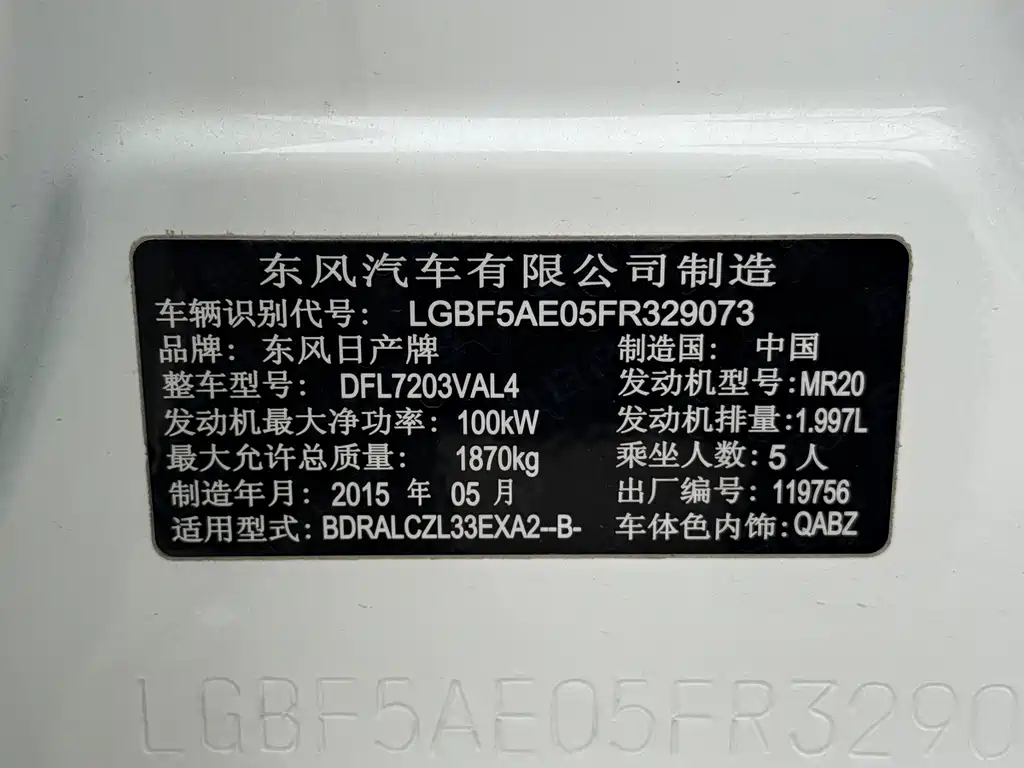 东风汽车有限公司制造
车辆识别代号: LGBF5AE05FR329073
品牌: 东风日产牌 制造国: 中国
整车型号: DFL7203VAL4 发动机型号:MR20
发动机最大净功率: 100kW 发动机排量:1.997L
最大允许总质量: 1870kg 乘坐人数:5人
制造年月: 2015 年 05 月 出厂编号: 119756
适用型式: BDRALCZL33EXA2--B- 车体色内饰:QABZ
LGBF5AE05FR3290